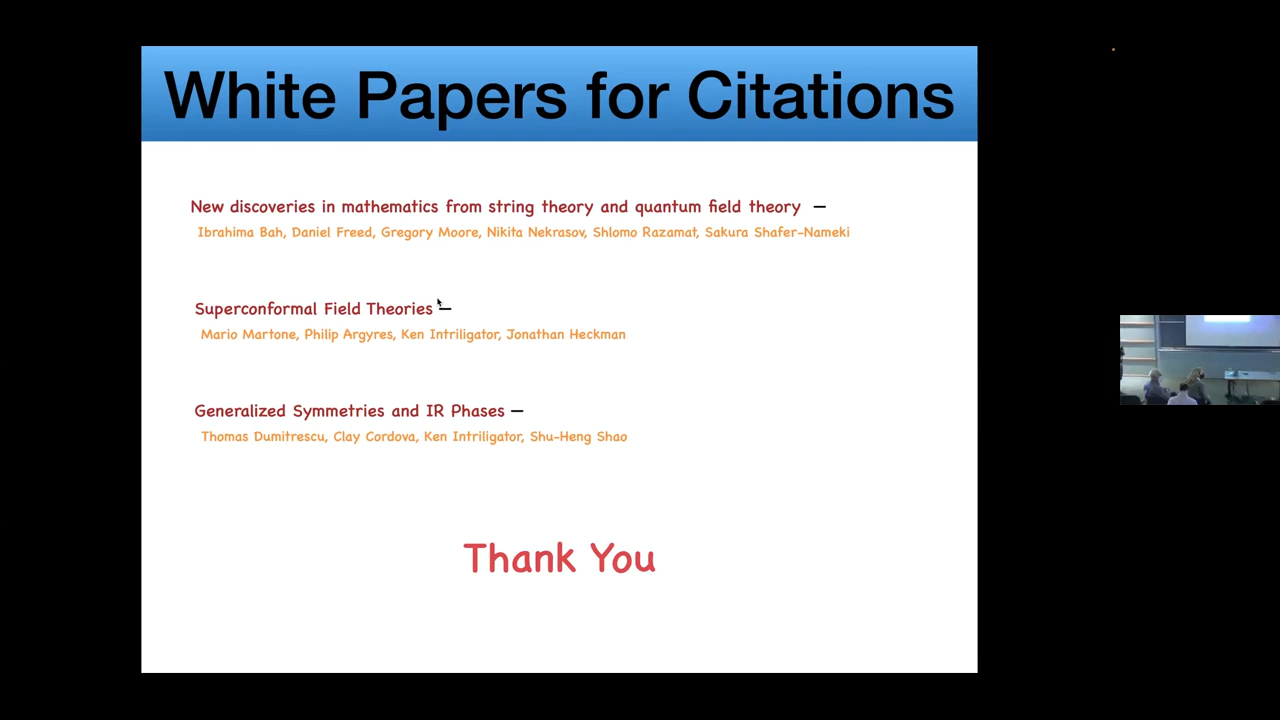 White Papers for Citations
New discoveries in mathematics from string theory and quantum field theory –
Ibrahima Bah, Daniel Freed, Gregory Moore, Nikita Nekrasov, Shlomo Razamat, Sakura Shafer-Nameki
Superconformal Field Theories –
Mario Martone, Philip Argyres, Ken Intriligator, Jonathan Heckman
Generalized Symmetries and IR Phases –
Thomas Dumitrescu, Clay Cordova, Ken Intriligator, Shu-Heng Shao
Thank You